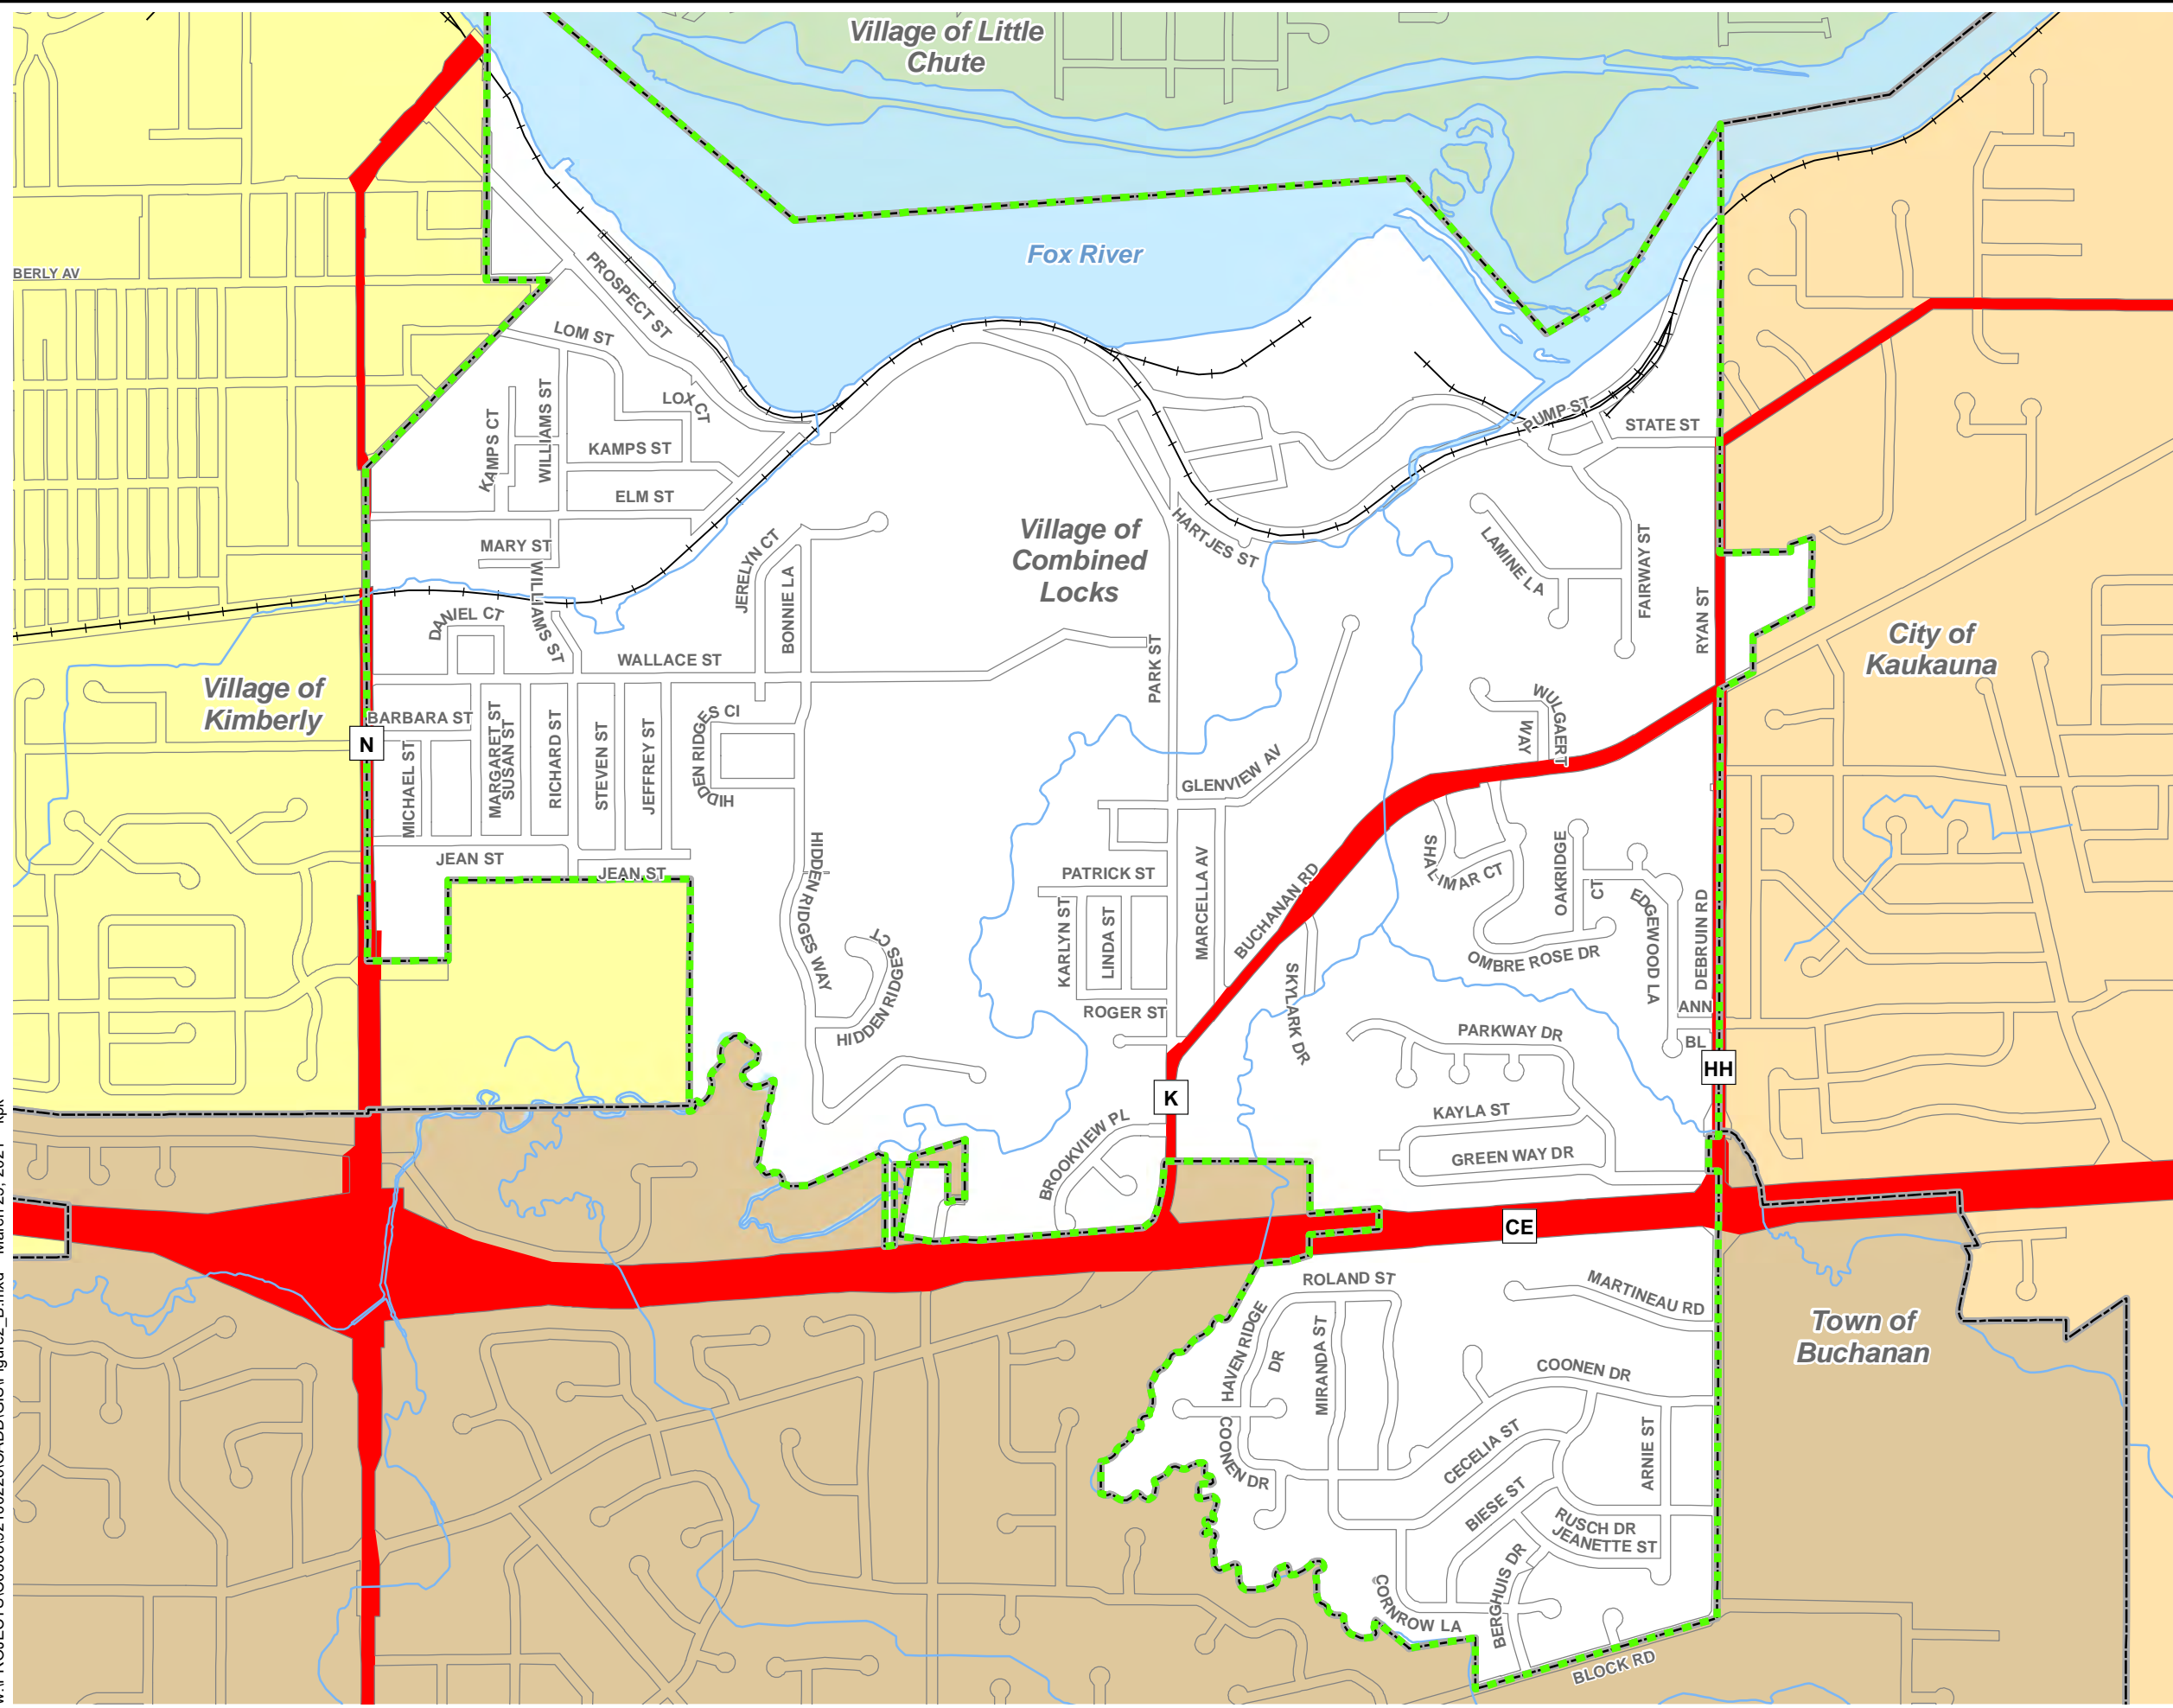 Village of Little
Chute
Fox River
BERLY AV
PROSPECT ST
LOM ST
LOX CT
KAMPS CT
WILLIAMS ST
KAMPS ST
ELM ST
MARY ST
PUMP ST
STATE ST
Village of
Combined
Locks
HARTJES ST
LAMINE LA
FAIRWAY ST
RYAN ST
JERELYN CT
BONNIE LA
DANIEL CT
WILLIAMS ST
WALLACE ST
PARK ST
City of
Kaukauna
Village of
Kimberly
BARBARA ST
N
MICHAEL ST
MARGARET ST
SUSAN ST
RICHARD ST
STEVEN ST
JEFFREY ST
HIDDEN RIDGES CI
HIDD
WULGAERT
WAY
GLENVIEW AV
JEAN ST
JEAN ST
HIDDEN RIDGES WAY
HIDDEN RIDGES CT
PATRICK ST
KARLYN ST
LINDA ST
MARCELLA AV
BUCHANAN RD
SHALIMAR CT
OAKRIDGE
CT
EDGEWOOD LA
DEBRUIN RD
OMBRE ROSE DR
SKYLARK DR
ROGER ST
ANN
BL
PARKWAY DR
HH
K
KAYLA ST
GREEN WAY DR
BROOKVIEW PL
CE
ROLAND ST
MARTINEAU RD
HAVEN RIDGE
DR
MIRANDA ST
Town of
Buchanan
COONEN DR
COONEN DR
CECELIA ST
ARNIE ST
BIESE ST
RUSCH DR
JEANETTE ST
BERGHUIS DR
CORNROW LA
BLOCK RD